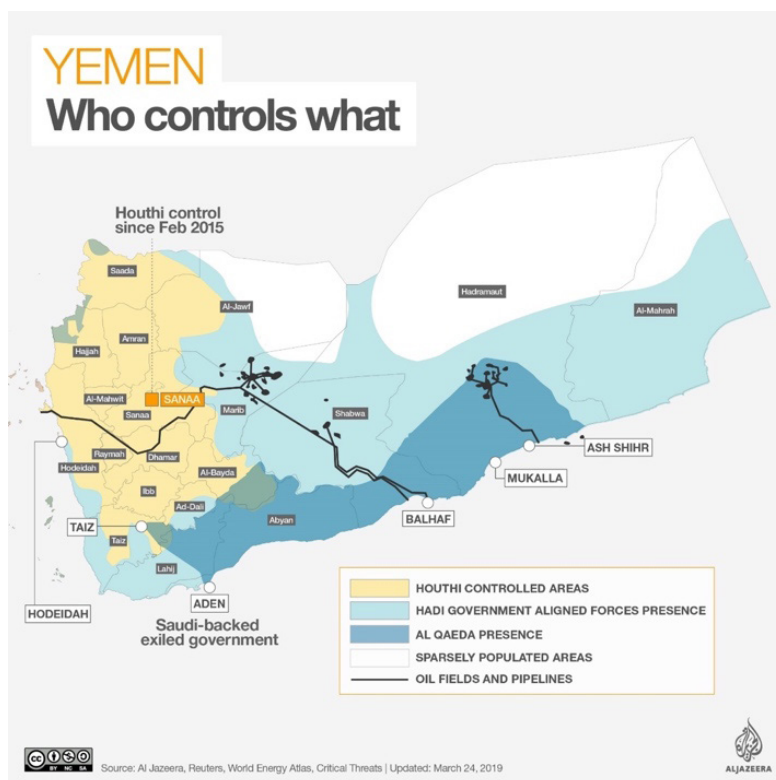 YEMEN
Who controls what
Houthi control
since Feb 2015
Saada
Al-Jawf
Hadramaut
Al-Mahrah
Amran
Hajjah
Al-Mahwit
SANAA
Sanaa
Marib
Shabwa
Raymah
Dhamar
Hodeidah
Al-Bayda
Ibb
Ad-Dali
Abyan
Taiz
Lahij
ASH SHIHR
MUKALLA
BALHAF
TAIZ
ADEN
HODEIDAH
Saudi-backed
exiled government
HOUTHI CONTROLLED AREAS
HADI GOVERNMENT ALIGNED FORCES PRESENCE
AL QAEDA PRESENCE
SPARSELY POPULATED AREAS
OIL FIELDS AND PIPELINES
cc
BY NC SA
Source: Al Jazeera, Reuters, World Energy Atlas, Critical Threats | Updated: March 24, 2019
ALJAZEERA